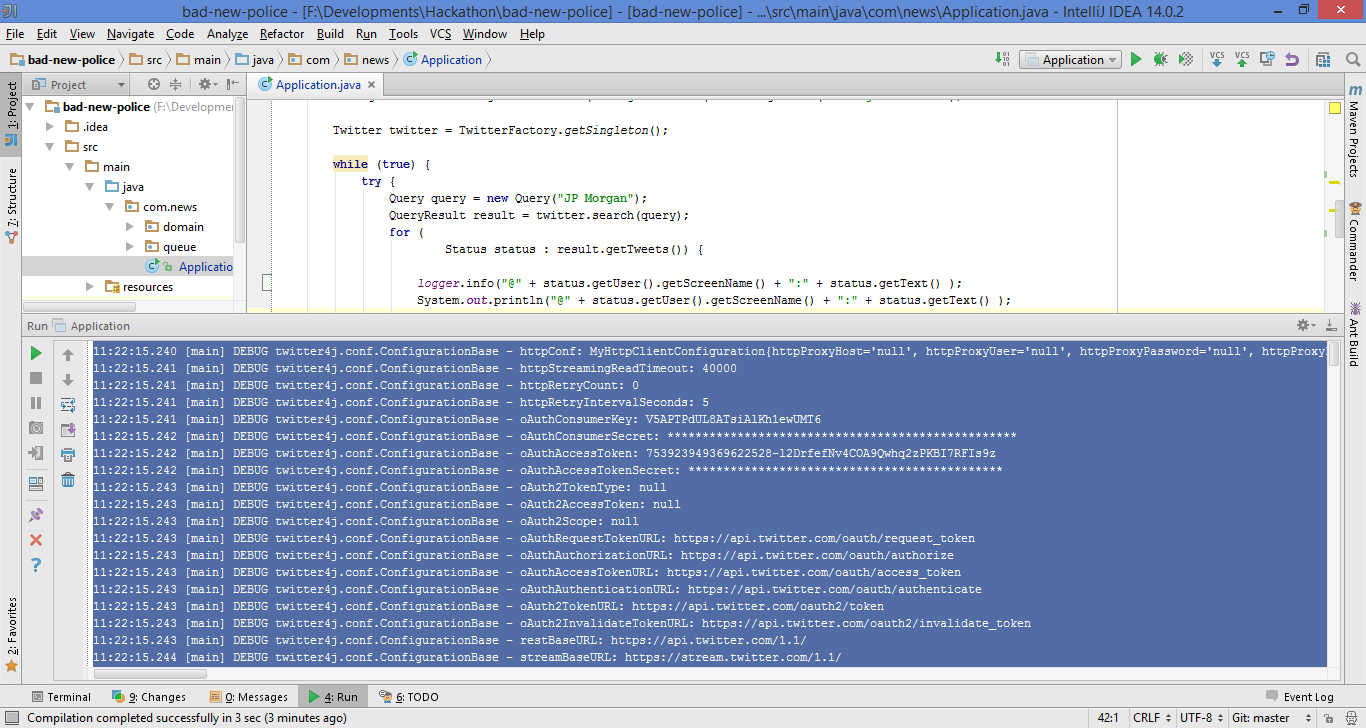 bad-new-police - [F:\Developments\Hackathon\bad-new-police] - [bad-new-police] - ...\src\main\java\com\news\Application.java - IntelliJ IDEA 14.0.2
File Edit View Navigate Code Analyze Refactor Build Run Tools VCS Window Help
bad-new-police src main java com news Application
Application
VCS VCS
Project
Application.java
1: Project
7: Structure
2: Favorites
Maven Projects
Commander
Ant Build
bad-new-police (F:\Developme
.idea
src
main
java
com.news
domain
queue
Applicatio
resources
Twitter twitter = TwitterFactory.getSingleton();
while (true) {
try {
Query query = new Query("JP Morgan");
QueryResult result = twitter.search(query);
for (
Status status : result.getTweets()) {
logger.info("@" + status.getUser().getScreenName() + ":" + status.getText() );
System.out.println("@" + status.getUser().getScreenName() + ":" + status.getText() );
Run Application
11:22:15.240 [main] DEBUG twitter4j.conf.ConfigurationBase - httpConf: MyHttpClientConfiguration{httpProxyHost='null', httpProxyUser='null', httpProxyPassword='null', httpProxy
11:22:15.241 [main] DEBUG twitter4j.conf.ConfigurationBase - httpStreamingReadTimeout: 40000
11:22:15.241 [main] DEBUG twitter4j.conf.ConfigurationBase - httpRetryCount: 0
11:22:15.241 [main] DEBUG twitter4j.conf.ConfigurationBase - httpRetryIntervalSeconds: 5
11:22:15.241 [main] DEBUG twitter4j.conf.ConfigurationBase - oAuthConsumerKey: V5APTPdUL8ATsiAlKh1ewUMT6
11:22:15.242 [main] DEBUG twitter4j.conf.ConfigurationBase - oAuthConsumerSecret: **************************************************
11:22:15.242 [main] DEBUG twitter4j.conf.ConfigurationBase - oAuthAccessToken: 753923949369622528-l2DrfefNv4COA9Qwhq2zPKBI7RFIs9z
11:22:15.242 [main] DEBUG twitter4j.conf.ConfigurationBase - oAuthAccessTokenSecret: *********************************************
11:22:15.243 [main] DEBUG twitter4j.conf.ConfigurationBase - oAuth2TokenType: null
11:22:15.243 [main] DEBUG twitter4j.conf.ConfigurationBase - oAuth2AccessToken: null
11:22:15.243 [main] DEBUG twitter4j.conf.ConfigurationBase - oAuth2Scope: null
11:22:15.243 [main] DEBUG twitter4j.conf.ConfigurationBase - oAuthRequestTokenURL: https://api.twitter.com/oauth/request_token
11:22:15.243 [main] DEBUG twitter4j.conf.ConfigurationBase - oAuthAuthorizationURL: https://api.twitter.com/oauth/authorize
11:22:15.243 [main] DEBUG twitter4j.conf.ConfigurationBase - oAuthAccessTokenURL: https://api.twitter.com/oauth/access_token
11:22:15.243 [main] DEBUG twitter4j.conf.ConfigurationBase - oAuthAuthenticationURL: https://api.twitter.com/oauth/authenticate
11:22:15.243 [main] DEBUG twitter4j.conf.ConfigurationBase - oAuth2TokenURL: https://api.twitter.com/oauth2/token
11:22:15.243 [main] DEBUG twitter4j.conf.ConfigurationBase - oAuth2InvalidateTokenURL: https://api.twitter.com/oauth2/invalidate_token
11:22:15.243 [main] DEBUG twitter4j.conf.ConfigurationBase - restBaseURL: https://api.twitter.com/1.1/
11:22:15.244 [main] DEBUG twitter4j.conf.ConfigurationBase - streamBaseURL: https://stream.twitter.com/1.1/
Terminal 9: Changes 0: Messages 4: Run 6: TODO Event Log
Compilation completed successfully in 3 sec (3 minutes ago) 42:1 CRLF UTF-8 Git: master